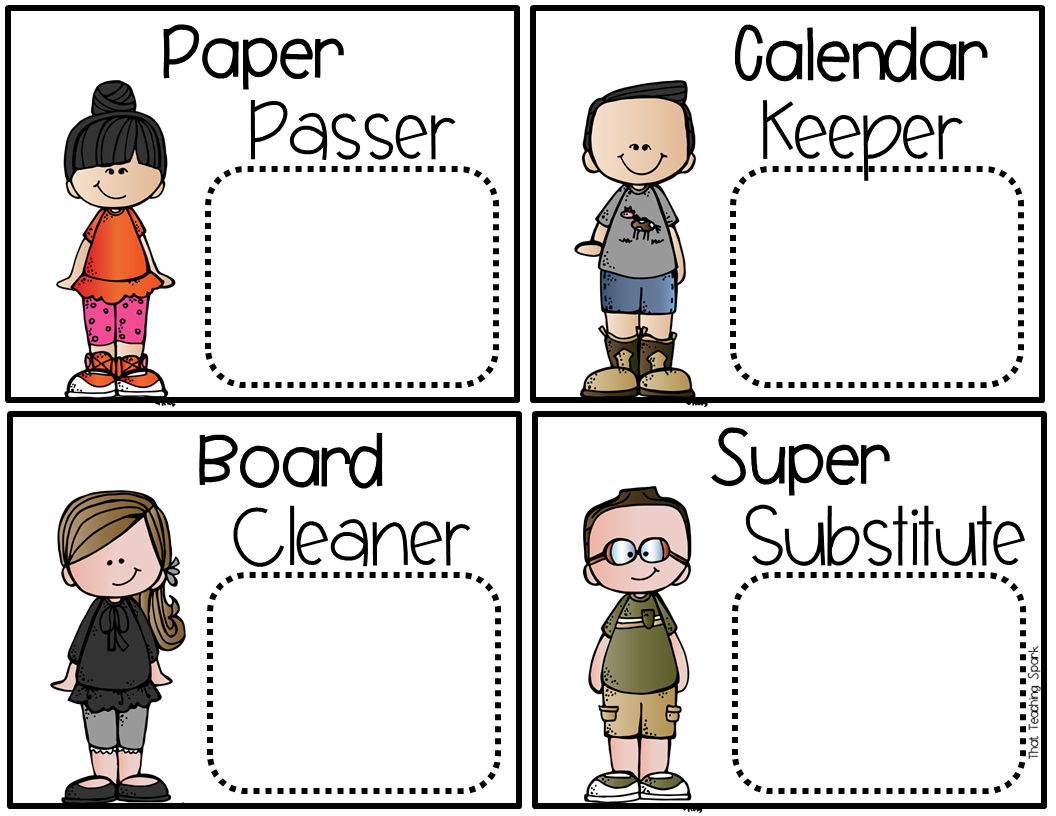 Paper
Passer
Calendar
Keeper
Board
Cleaner
Super
Substitute
That Teaching Spark